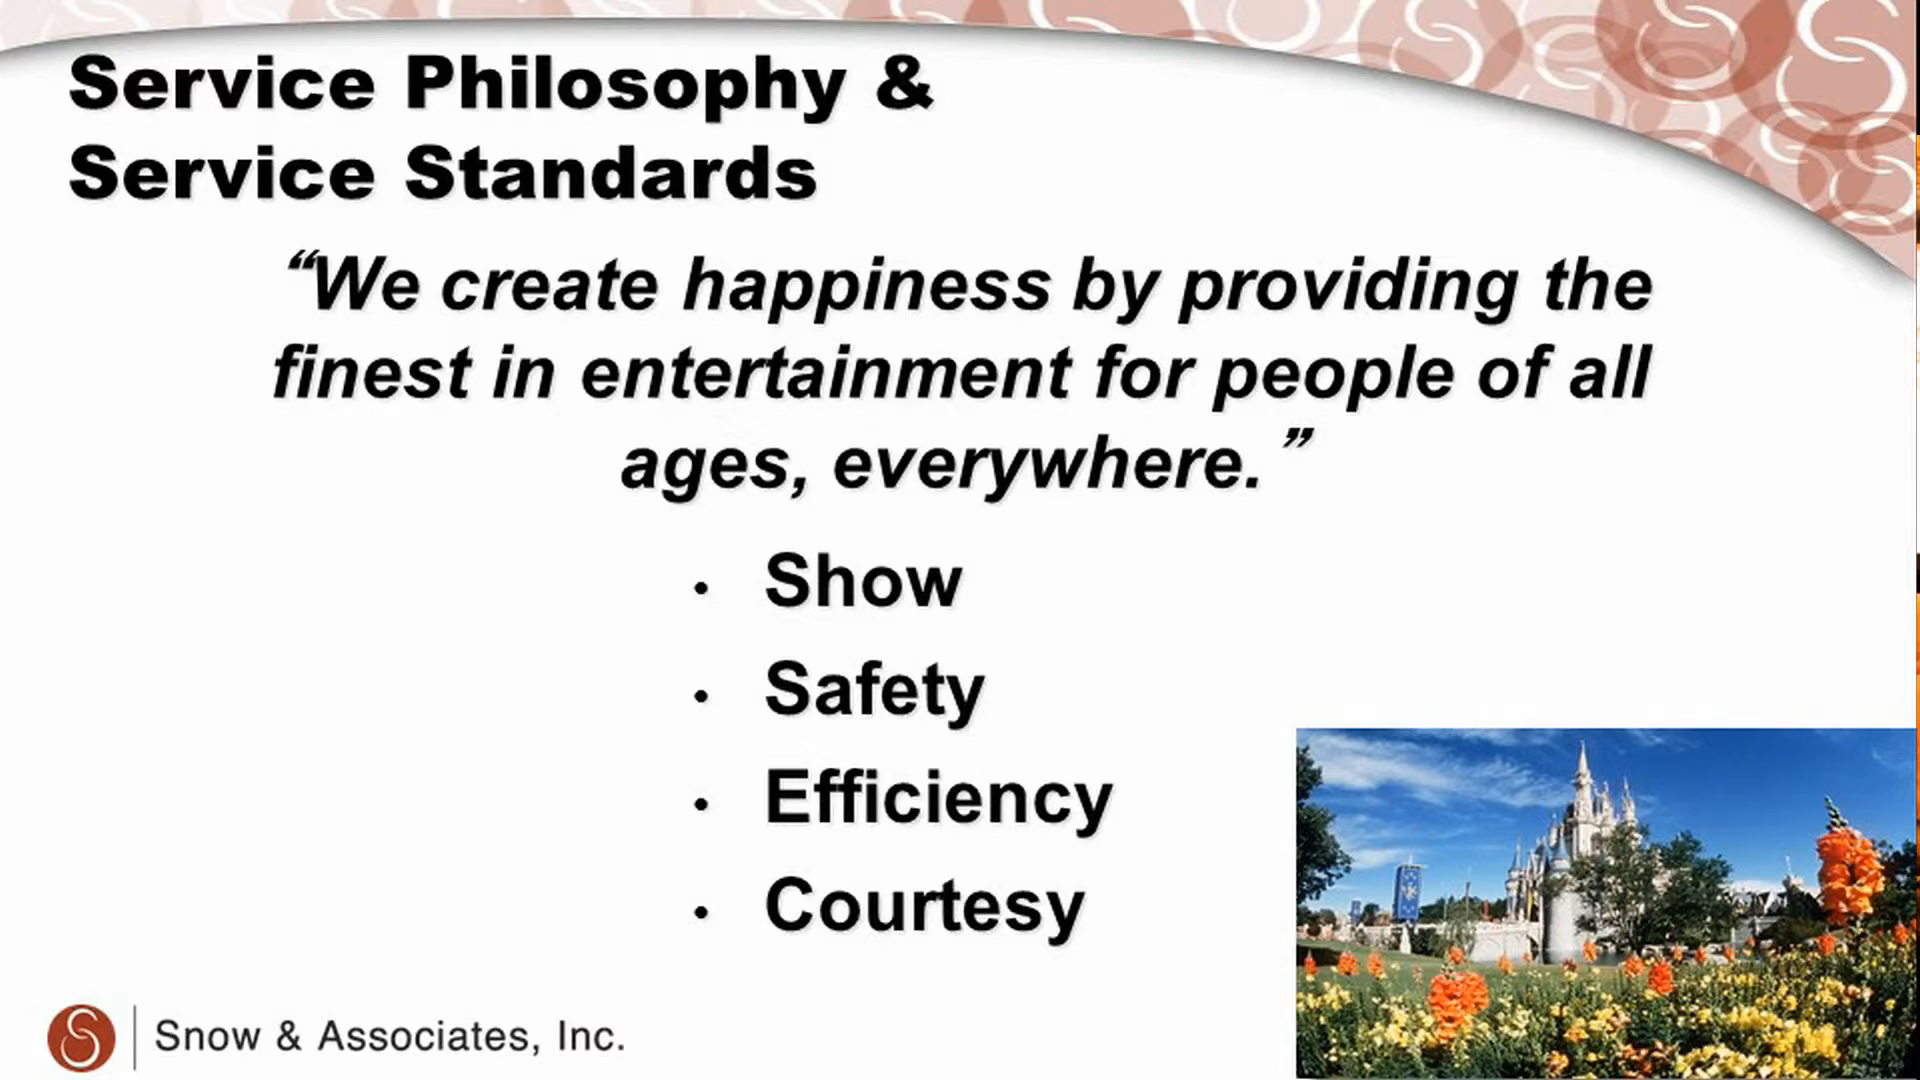 Service Philosophy &
Service Standards
“We create happiness by providing the
finest in entertainment for people of all
ages, everywhere.”
• Show
• Safety
• Efficiency
• Courtesy
Snow & Associates, Inc.